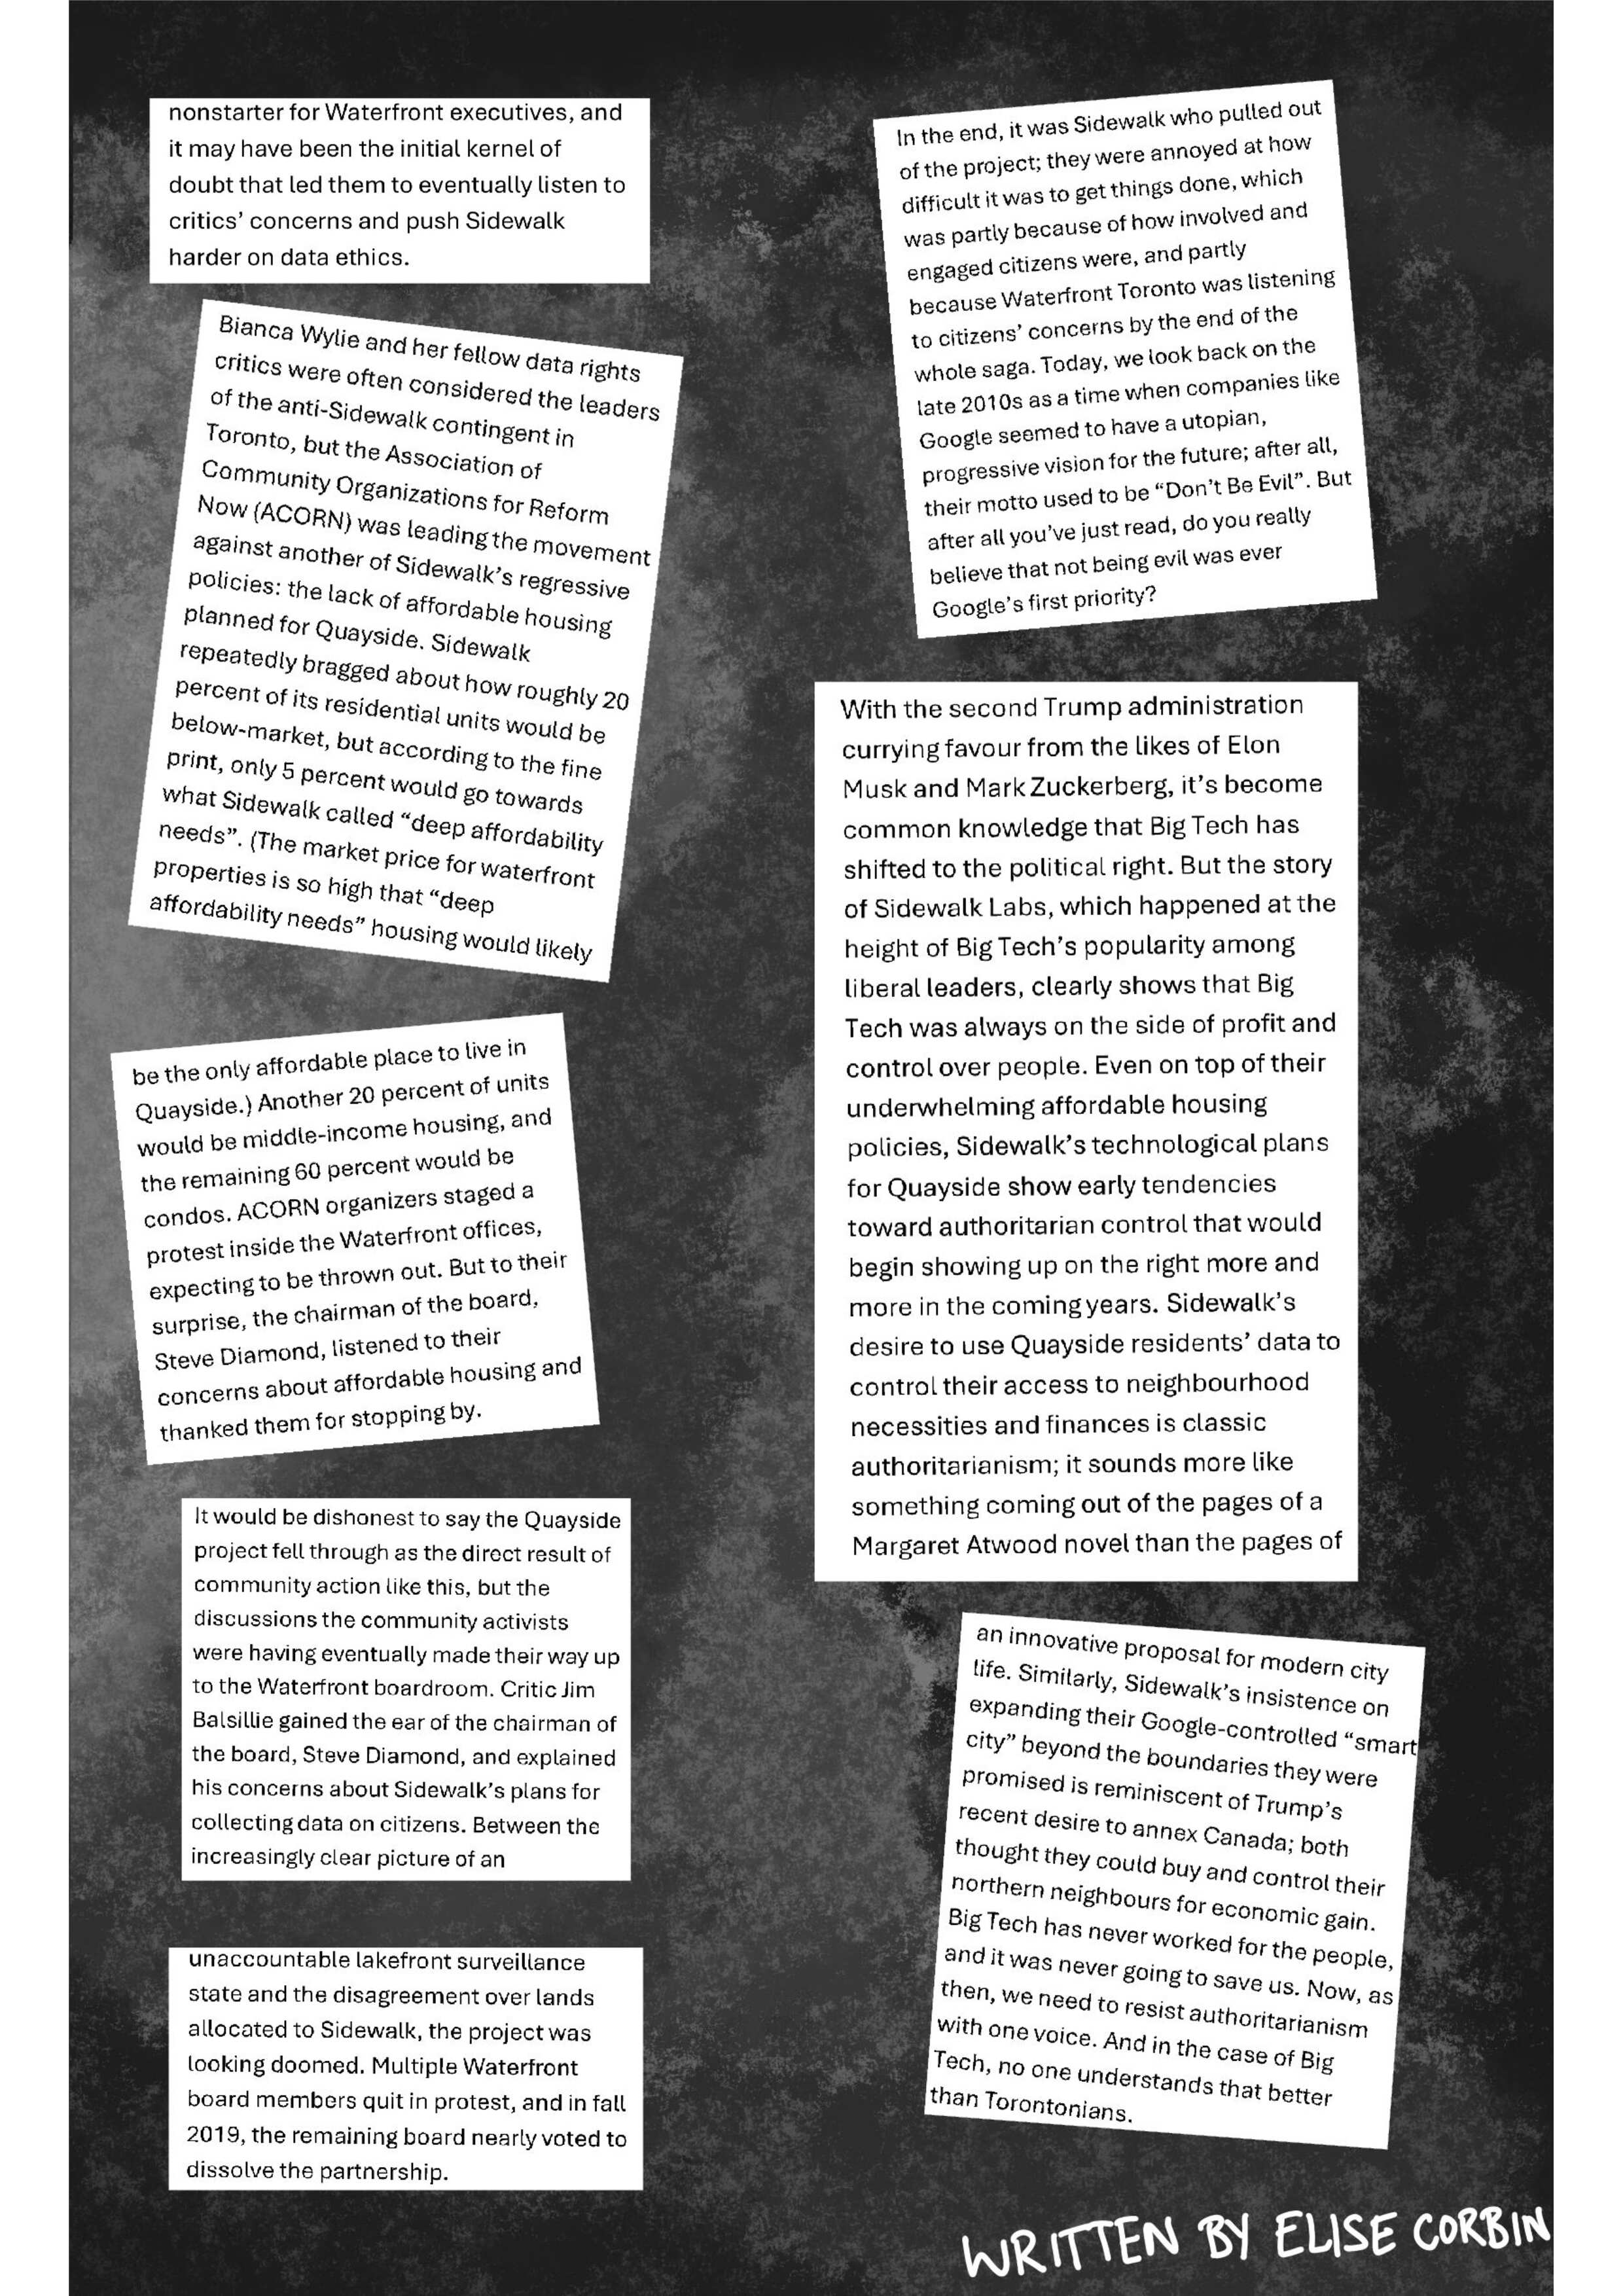 nonstarter for Waterfront executives, and
it may have been the initial kernel of
doubt that led them to eventually listen to
critics’ concerns and push Sidewalk
harder on data ethics.
Bianca Wylie and her fellow data rights
critics were often considered the leaders
of the anti-Sidewalk contingent in
Toronto, but the Association of
Community Organizations for Reform
Now (ACORN) was leading the movement
against another of Sidewalk’s regressive
policies: the lack of affordable housing
planned for Quayside. Sidewalk
repeatedly bragged about how roughly 20
percent of its residential units would be
below-market, but according to the fine
print, only 5 percent would go towards
what Sidewalk called “deep affordability
needs”. (The market price for waterfront
properties is so high that “deep
affordability needs” housing would likely
be the only affordable place to live in
Quayside.) Another 20 percent of units
would be middle-income housing, and
the remaining 60 percent would be
condos. ACORN organizers staged a
protest inside the Waterfront offices,
expecting to be thrown out. But to their
surprise, the chairman of the board,
Steve Diamond, listened to their
concerns about affordable housing and
thanked them for stopping by.
It would be dishonest to say the Quayside
project fell through as the direct result of
community action like this, but the
discussions the community activists
were having eventually made their way up
to the Waterfront boardroom. Critic Jim
Balsillie gained the ear of the chairman of
the board, Steve Diamond, and explained
his concerns about Sidewalk’s plans for
collecting data on citizens. Between the
increasingly clear picture of an
unaccountable lakefront surveillance
state and the disagreement over lands
allocated to Sidewalk, the project was
looking doomed. Multiple Waterfront
board members quit in protest, and in fall
2019, the remaining board nearly voted to
dissolve the partnership.
In the end, it was Sidewalk who pulled out
of the project; they were annoyed at how
difficult it was to get things done, which
was partly because of how involved and
engaged citizens were, and partly
because Waterfront Toronto was listening
to citizens’ concerns by the end of the
whole saga. Today, we look back on the
late 2010s as a time when companies like
Google seemed to have a utopian,
progressive vision for the future; after all,
their motto used to be “Don’t Be Evil”. But
after all you’ve just read, do you really
believe that not being evil was ever
Google’s first priority?
With the second Trump administration
currying favour from the likes of Elon
Musk and Mark Zuckerberg, it’s become
common knowledge that Big Tech has
shifted to the political right. But the story
of Sidewalk Labs, which happened at the
height of Big Tech’s popularity among
liberal leaders, clearly shows that Big
Tech was always on the side of profit and
control over people. Even on top of their
underwhelming affordable housing
policies, Sidewalk’s technological plans
for Quayside show early tendencies
toward authoritarian control that would
begin showing up on the right more and
more in the coming years. Sidewalk’s
desire to use Quayside residents’ data to
control their access to neighbourhood
necessities and finances is classic
authoritarianism; it sounds more like
something coming out of the pages of a
Margaret Atwood novel than the pages of
an innovative proposal for modern city
life. Similarly, Sidewalk’s insistence on
expanding their Google-controlled “smart
city” beyond the boundaries they were
promised is reminiscent of Trump’s
recent desire to annex Canada; both
thought they could buy and control their
northern neighbours for economic gain.
Big Tech has never worked for the people,
and it was never going to save us. Now, as
then, we need to resist authoritarianism
with one voice. And in the case of Big
Tech, no one understands that better
than Torontonians.
WRITTEN BY ELISE CORBIN